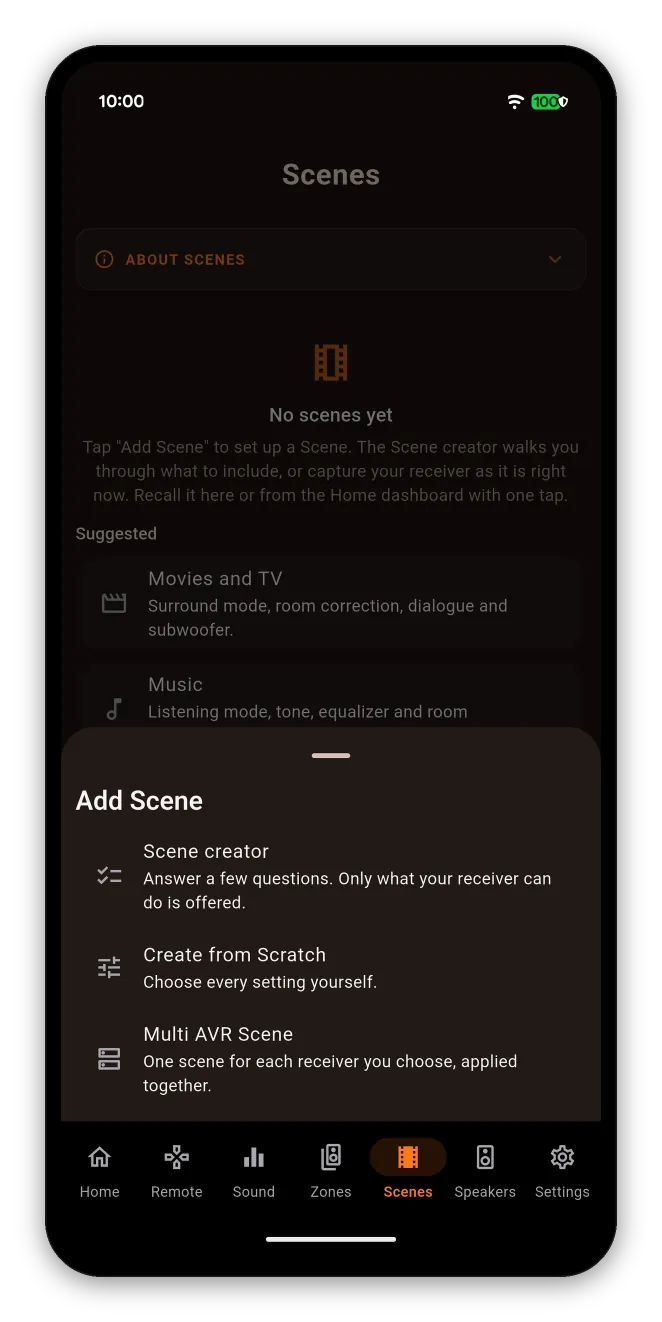 10:00
100
Scenes
ABOUT SCENES
No scenes yet
Tap "Add Scene" to set up a Scene. The Scene creator walks you
through what to include, or capture your receiver as it is right
now. Recall it here or from the Home dashboard with one tap.
Suggested
Movies and TV
Surround mode, room correction, dialogue and
subwoofer.
Music
Listening mode, tone, equalizer and room
Add Scene
Scene creator
Answer a few questions. Only what your receiver can
do is offered.
Create from Scratch
Choose every setting yourself.
Multi AVR Scene
One scene for each receiver you choose, applied
together.
Home Remote Sound Zones Scenes Speakers Settings